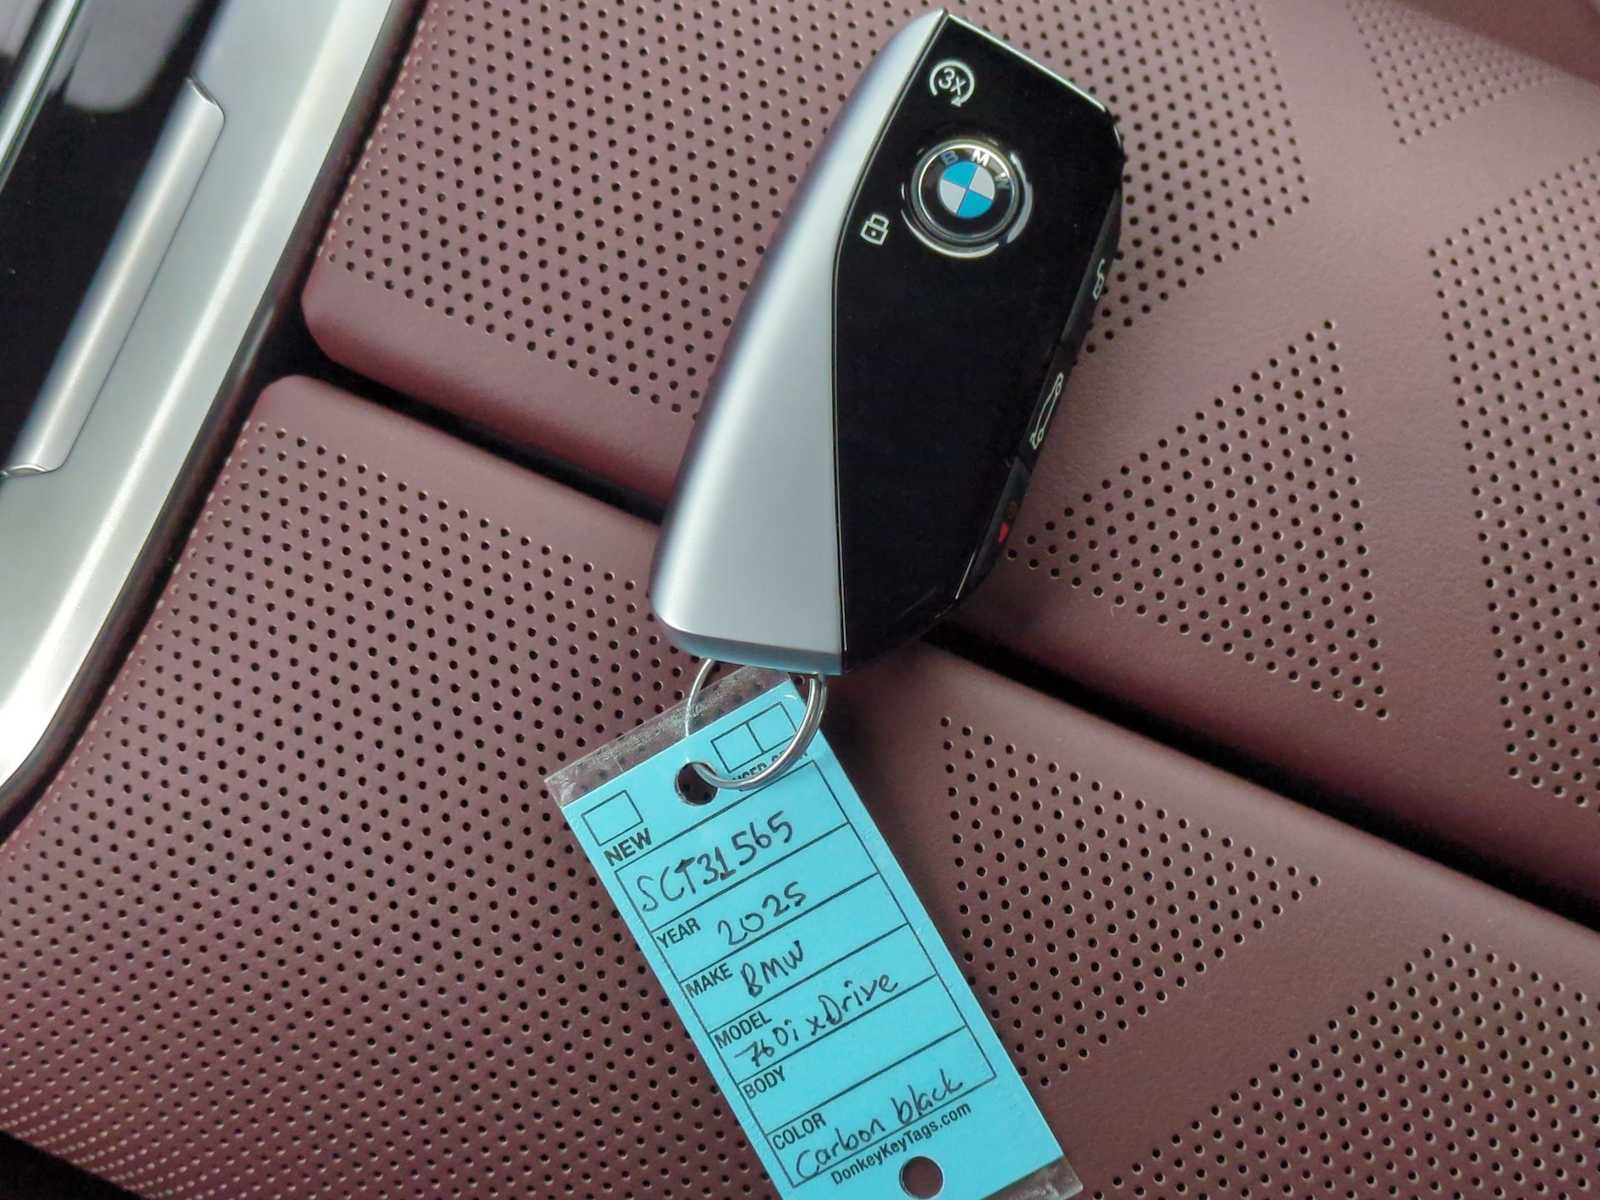 3x
BMW
NEW
SCT31565
YEAR 2025
MAKE BMW
MODEL
760i xDrive
BODY
COLOR
Carbon black
DonkeyKeyTags.com